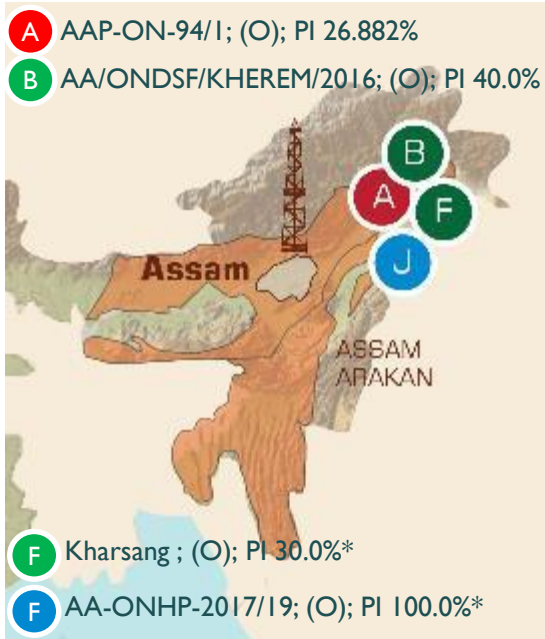 A AAP-ON-94/1; (O); PI 26.882%
B AA/ONDSF/KHEREM/2016; (O); PI 40.0%
B
A
F
J
Assam
ASSAM
ARAKAN
F Kharsang ; (O); PI 30.0%*
F AA-ONHP-2017/19; (O); PI 100.0%*